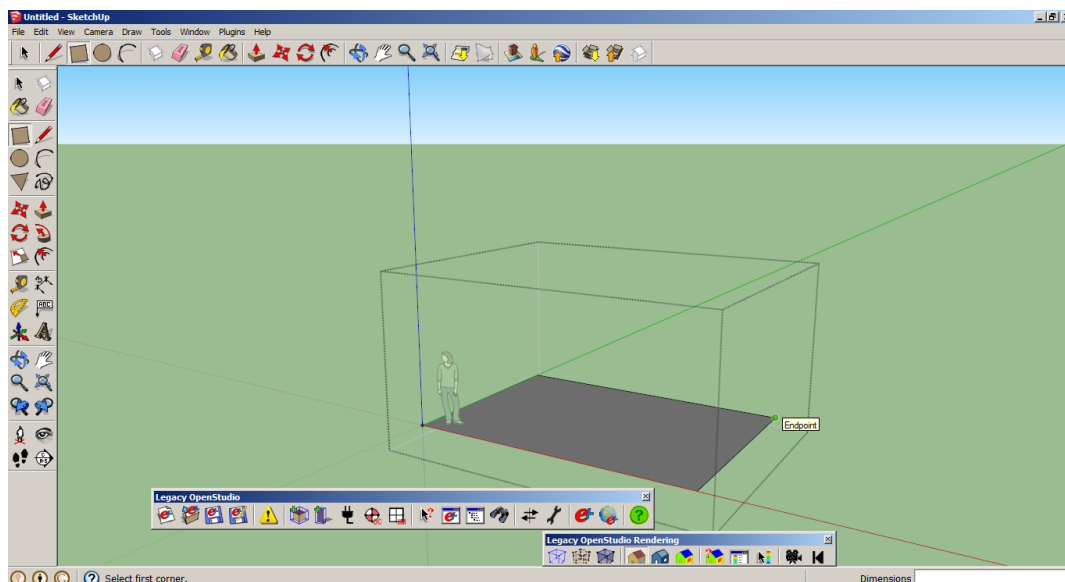 Untitled - SketchUp
File Edit View Camera Draw Tools Window Plugins Help
Endpoint
Legacy OpenStudio
Legacy OpenStudio Rendering
Select first corner.
Dimensions